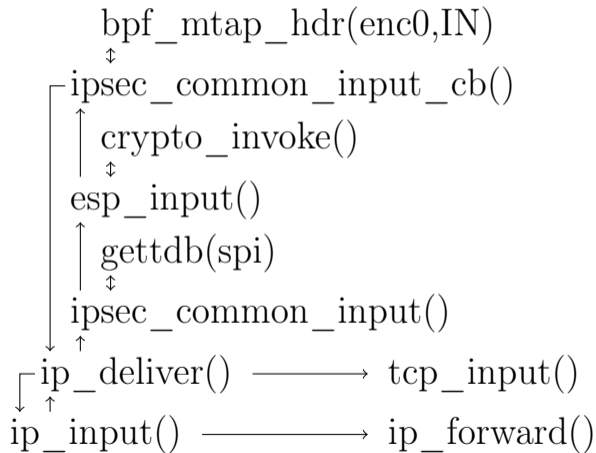 bpf_mtap_hdr(enc0,IN)
ipsec_common_input_cb()
crypto_invoke()
esp_input()
gettdb(spi)
ipsec_common_input()
ip_deliver() tcp_input()
ip_input() ip_forward()